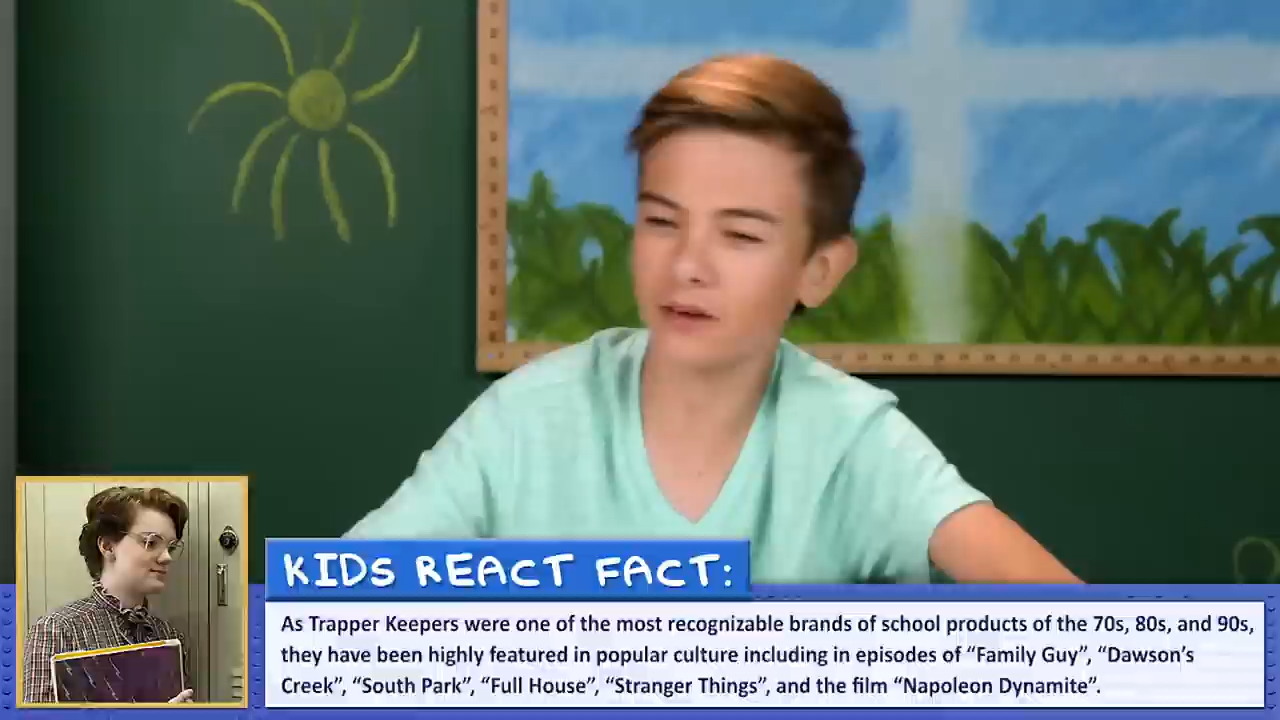 KIDS REACT FACT:
As Trapper Keepers were one of the most recognizable brands of school products of the 70s, 80s, and 90s,
they have been highly featured in popular culture including in episodes of “Family Guy”, “Dawson’s
Creek”, “South Park”, “Full House”, “Stranger Things”, and the film “Napoleon Dynamite”.